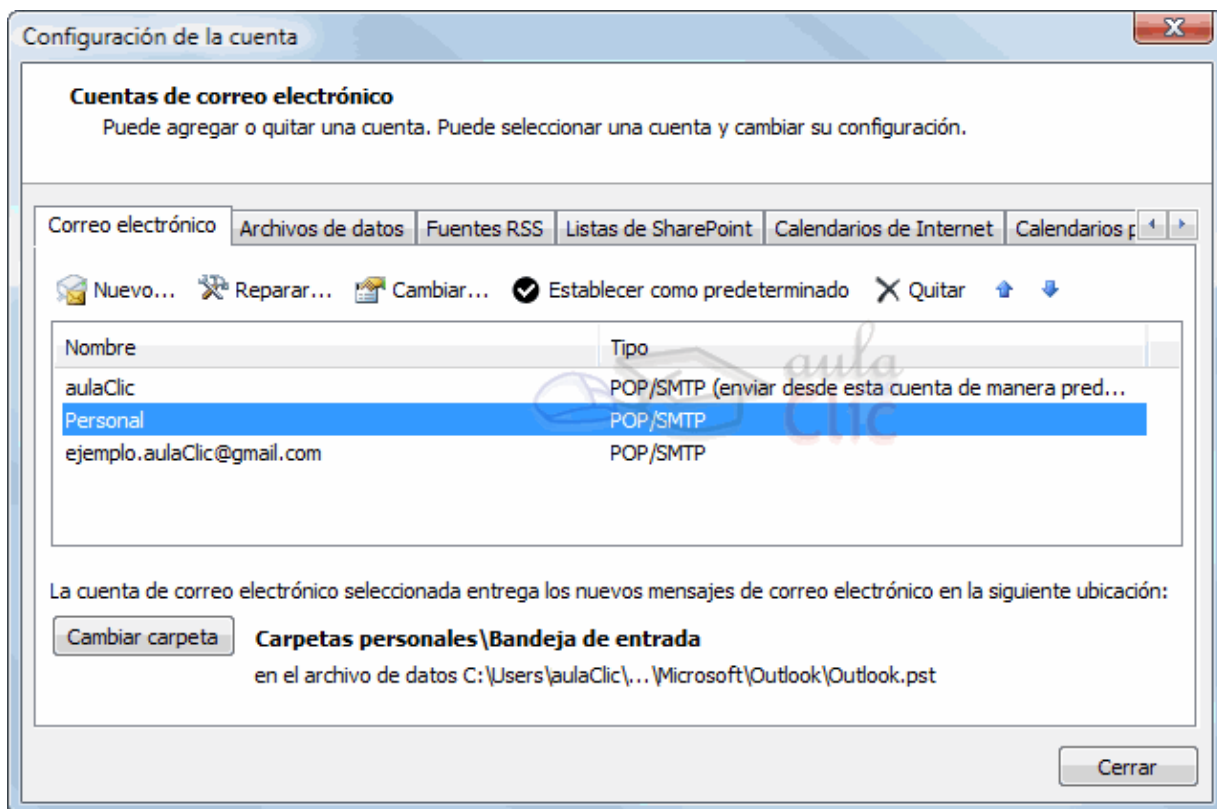 Configuración de la cuenta
Cuentas de correo electrónico
Puede agregar o quitar una cuenta. Puede seleccionar una cuenta y cambiar su configuración.
Correo electrónico Archivos de datos Fuentes RSS Listas de SharePoint Calendarios de Internet Calendarios p
Nuevo... Reparar... Cambiar... Establecer como predeterminado Quitar
Nombre Tipo
aulaClic POP/SMTP (enviar desde esta cuenta de manera pred...
Personal POP/SMTP
ejemplo.aulaClic@gmail.com POP/SMTP
aula
Clic
La cuenta de correo electrónico seleccionada entrega los nuevos mensajes de correo electrónico en la siguiente ubicación:
Cambiar carpeta Carpetas personales\Bandeja de entrada
en el archivo de datos C:\Users\aulaClic\...\Microsoft\Outlook\Outlook.pst
Cerrar